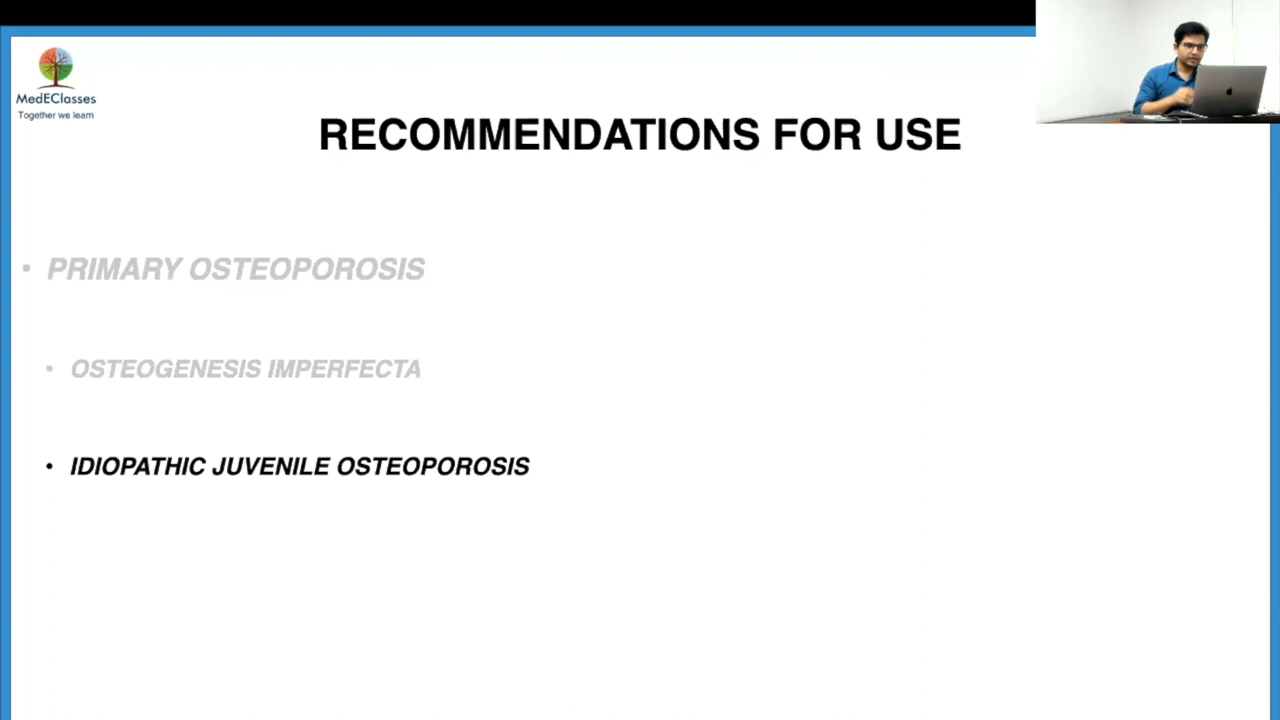 MedEClasses
Together we learn
RECOMMENDATIONS FOR USE
• PRIMARY OSTEOPOROSIS
• OSTEOGENESIS IMPERFECTA
• IDIOPATHIC JUVENILE OSTEOPOROSIS